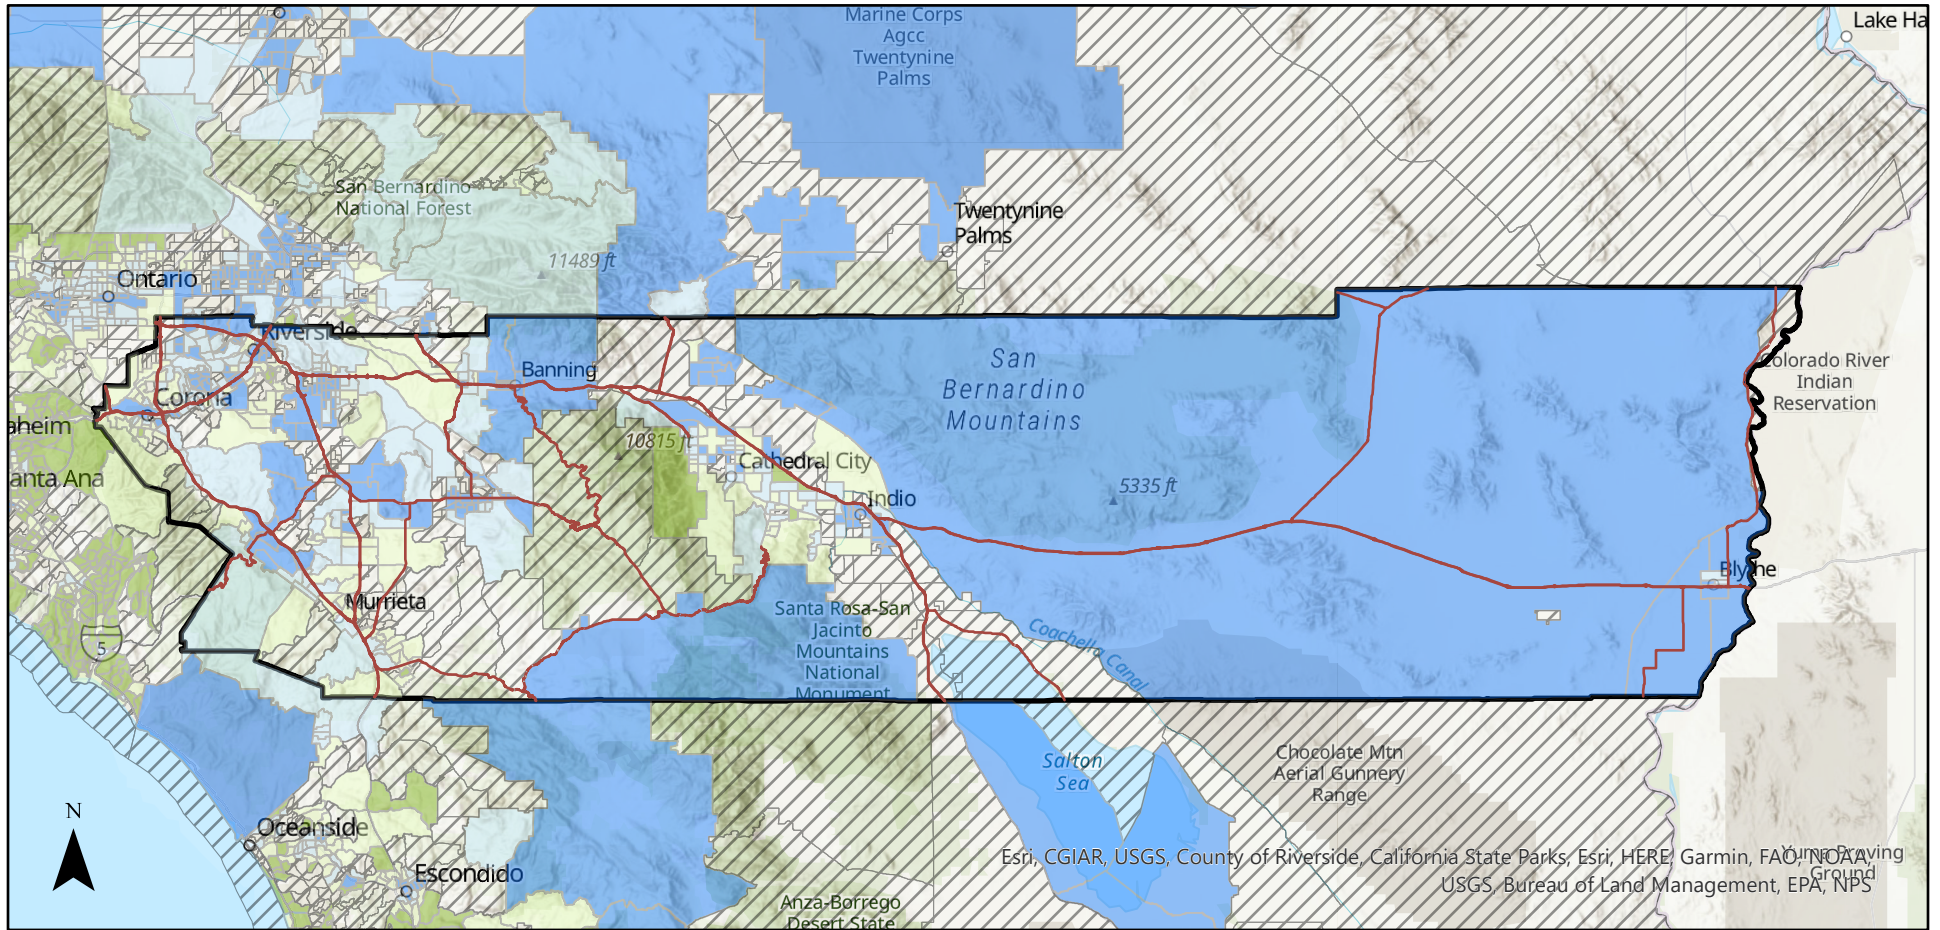 Marine Corps
Agcc
Twentynine
Palms
Lake Ha
San Bernardino
National Forest
Twentynine
Palms
11489 ft
Ontario
Riverside
Banning
San
Bernardino
Mountains
Colorado River
Indian
Reservation
Corona
aheim
10815 ft
Cathedral City
anta Ana
5335 ft
Indio
Blythe
Murrieta
Santa Rosa-San
Jacinto
Mountains
National
Monument
Coachella Canal
5
Salton
Sea
Chocolate Mtn
Aerial Gunnery
Range
N
Oceanside
Escondido
Yuma Proving
Ground
Esri, CGIAR, USGS, County of Riverside, California State Parks, Esri, HERE, Garmin, FAO, NOAA,
USGS, Bureau of Land Management, EPA, NPS
Anza-Borrego
Desert State